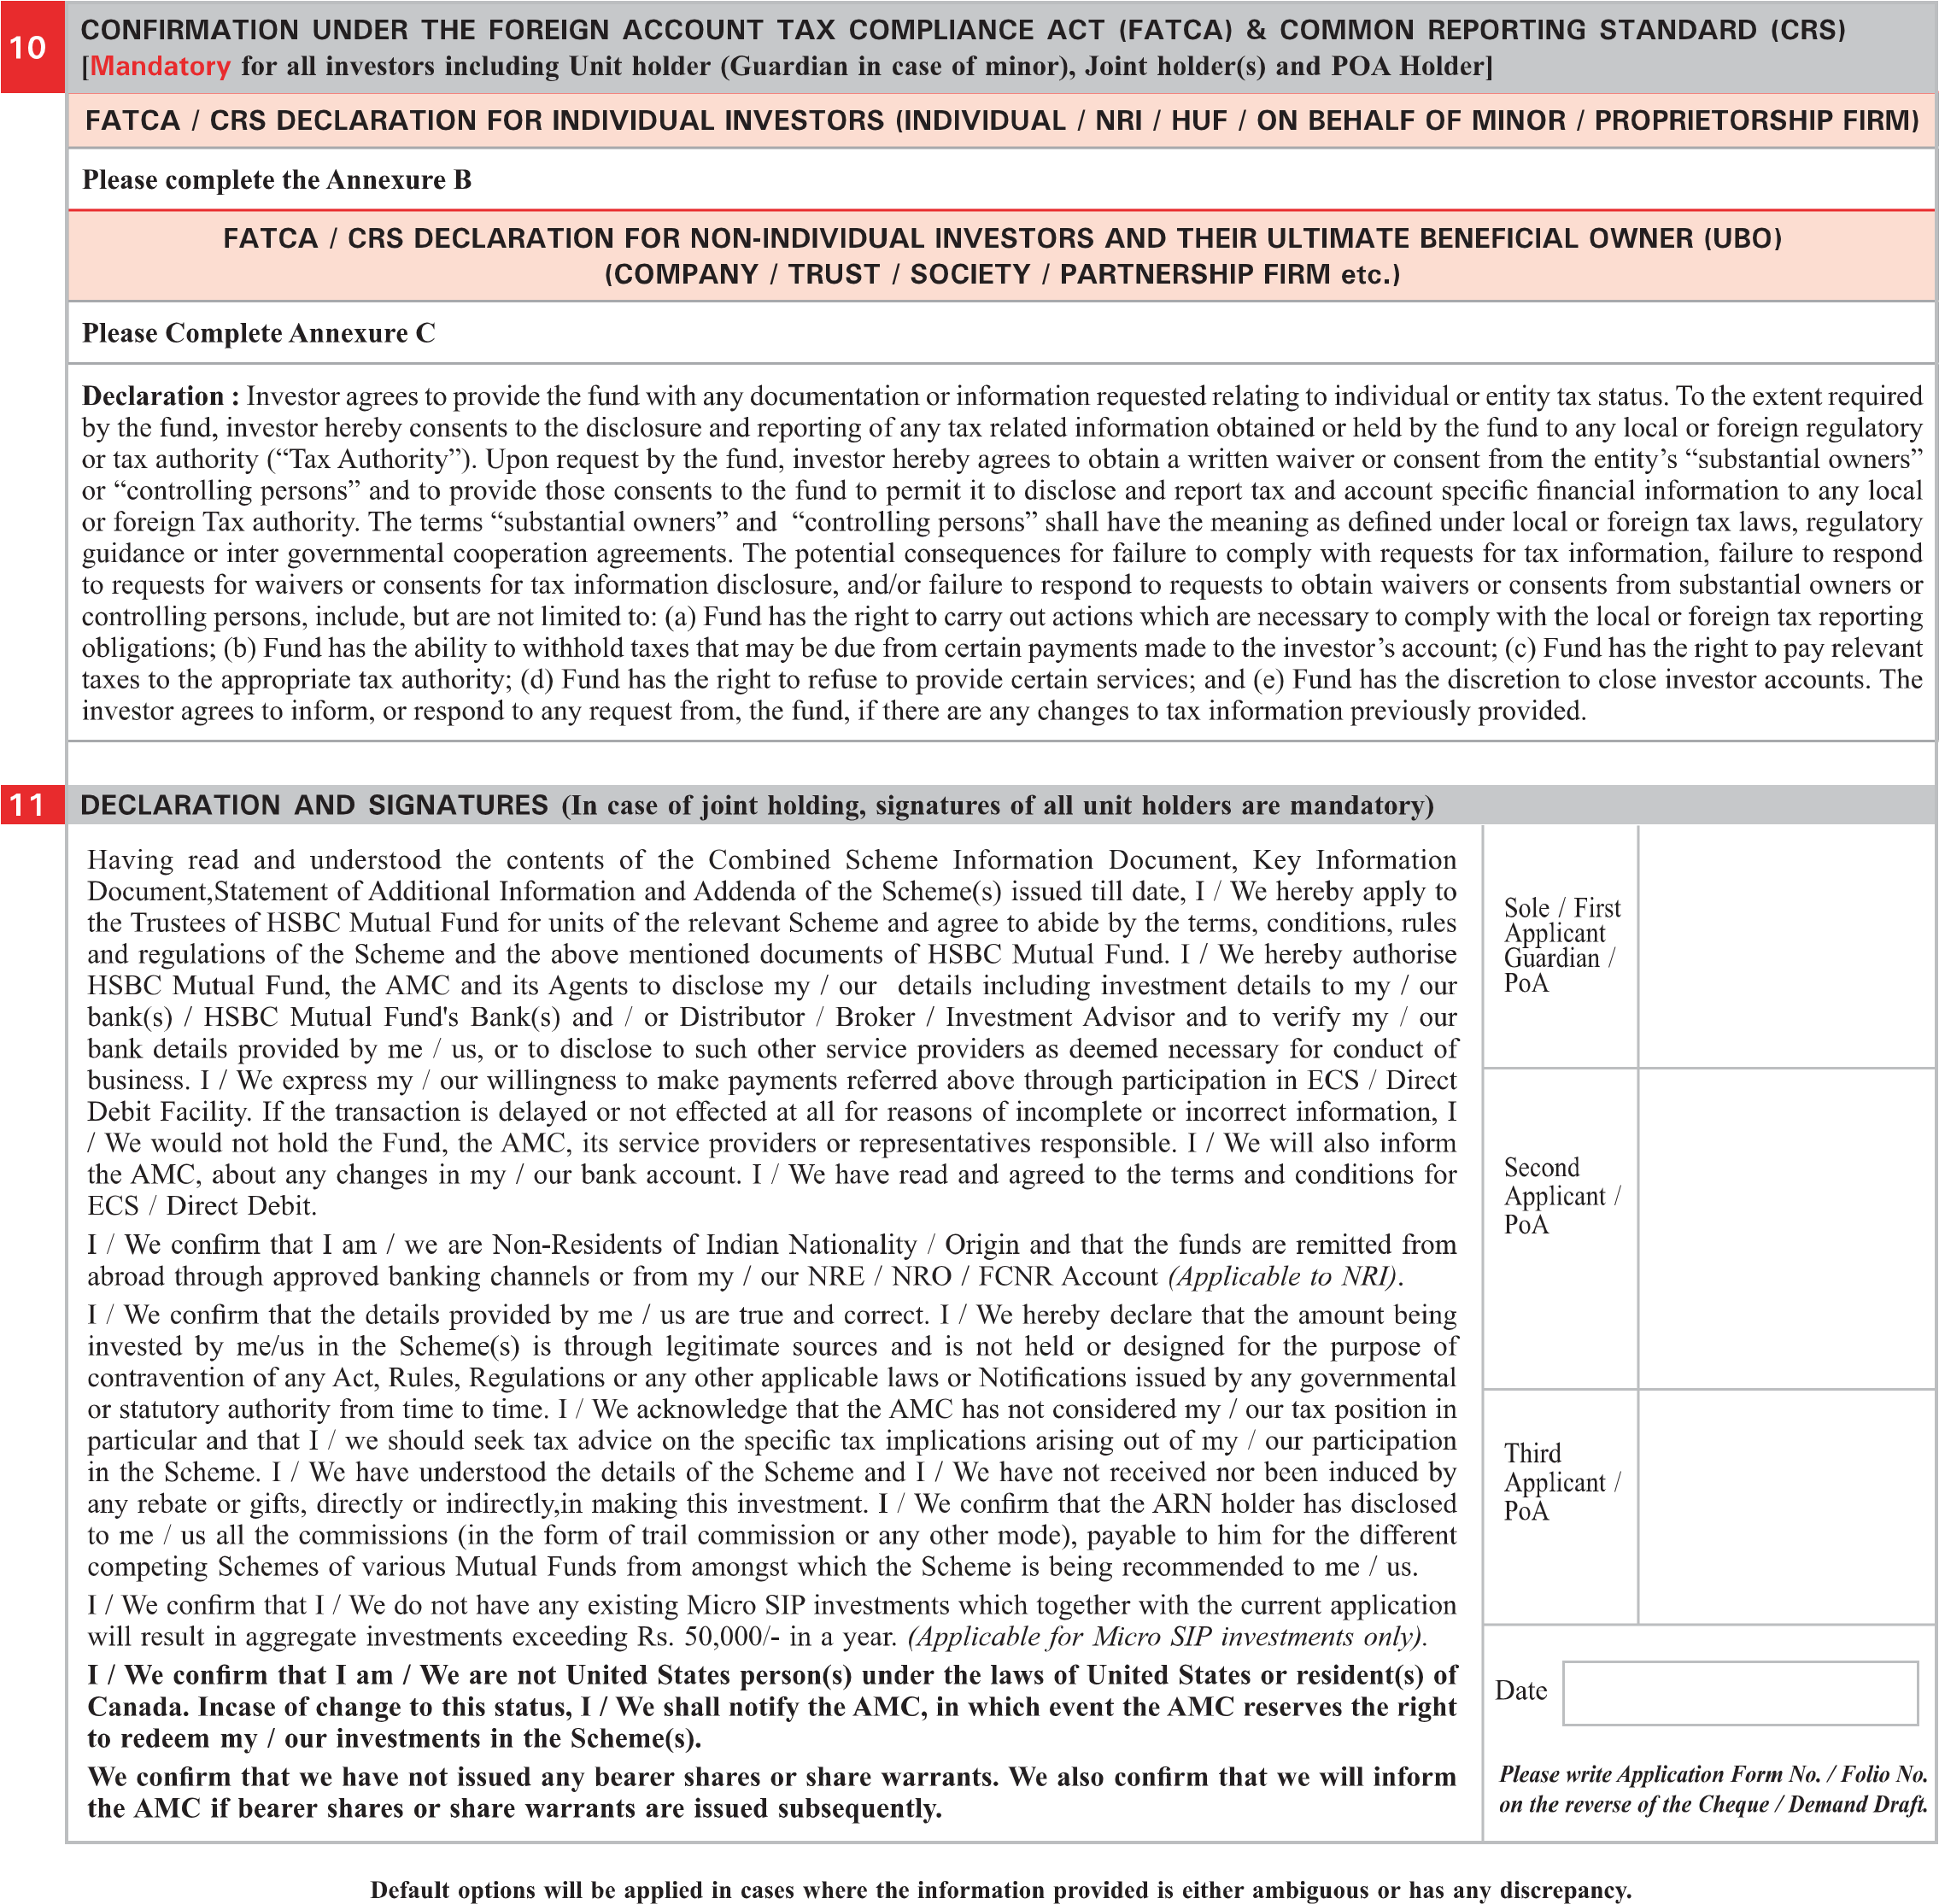 10
CONFIRMATION UNDER THE FOREIGN ACCOUNT TAX COMPLIANCE ACT (FATCA) & COMMON REPORTING STANDARD (CRS)
[Mandatory for all investors including Unit holder (Guardian in case of minor), Joint holder(s) and POA Holder]
FATCA / CRS DECLARATION FOR INDIVIDUAL INVESTORS (INDIVIDUAL / NRI / HUF / ON BEHALF OF MINOR / PROPRIETORSHIP FIRM)
Please complete the Annexure B
FATCA / CRS DECLARATION FOR NON-INDIVIDUAL INVESTORS AND THEIR ULTIMATE BENEFICIAL OWNER (UBO)
(COMPANY / TRUST / SOCIETY / PARTNERSHIP FIRM etc.)
Please Complete Annexure C
Declaration : Investor agrees to provide the fund with any documentation or information requested relating to individual or entity tax status. To the extent required
by the fund, investor hereby consents to the disclosure and reporting of any tax related information obtained or held by the fund to any local or foreign regulatory
or tax authority (“Tax Authority”). Upon request by the fund, investor hereby agrees to obtain a written waiver or consent from the entity’s “substantial owners”
or “controlling persons” and to provide those consents to the fund to permit it to disclose and report tax and account specific financial information to any local
or foreign Tax authority. The terms “substantial owners” and “controlling persons” shall have the meaning as defined under local or foreign tax laws, regulatory
guidance or inter governmental cooperation agreements. The potential consequences for failure to comply with requests for tax information, failure to respond
to requests for waivers or consents for tax information disclosure, and/or failure to respond to requests to obtain waivers or consents from substantial owners or
controlling persons, include, but are not limited to: (a) Fund has the right to carry out actions which are necessary to comply with the local or foreign tax reporting
obligations; (b) Fund has the ability to withhold taxes that may be due from certain payments made to the investor’s account; (c) Fund has the right to pay relevant
taxes to the appropriate tax authority; (d) Fund has the right to refuse to provide certain services; and (e) Fund has the discretion to close investor accounts. The
investor agrees to inform, or respond to any request from, the fund, if there are any changes to tax information previously provided.
11
DECLARATION AND SIGNATURES (In case of joint holding, signatures of all unit holders are mandatory)
Having read and understood the contents of the Combined Scheme Information Document, Key Information
Document,Statement of Additional Information and Addenda of the Scheme(s) issued till date, I / We hereby apply to
the Trustees of HSBC Mutual Fund for units of the relevant Scheme and agree to abide by the terms, conditions, rules
and regulations of the Scheme and the above mentioned documents of HSBC Mutual Fund. I / We hereby authorise
HSBC Mutual Fund, the AMC and its Agents to disclose my / our details including investment details to my / our
bank(s) / HSBC Mutual Fund's Bank(s) and / or Distributor / Broker / Investment Advisor and to verify my / our
bank details provided by me / us, or to disclose to such other service providers as deemed necessary for conduct of
business. I / We express my / our willingness to make payments referred above through participation in ECS / Direct
Debit Facility. If the transaction is delayed or not effected at all for reasons of incomplete or incorrect information, I
/ We would not hold the Fund, the AMC, its service providers or representatives responsible. I / We will also inform
the AMC, about any changes in my / our bank account. I / We have read and agreed to the terms and conditions for
ECS / Direct Debit.
I / We confirm that I am / we are Non-Residents of Indian Nationality / Origin and that the funds are remitted from
abroad through approved banking channels or from my / our NRE / NRO / FCNR Account (Applicable to NRI).
I / We confirm that the details provided by me / us are true and correct. I / We hereby declare that the amount being
invested by me/us in the Scheme(s) is through legitimate sources and is not held or designed for the purpose of
contravention of any Act, Rules, Regulations or any other applicable laws or Notifications issued by any governmental
or statutory authority from time to time. I / We acknowledge that the AMC has not considered my / our tax position in
particular and that I / we should seek tax advice on the specific tax implications arising out of my / our participation
in the Scheme. I / We have understood the details of the Scheme and I / We have not received nor been induced by
any rebate or gifts, directly or indirectly,in making this investment. I / We confirm that the ARN holder has disclosed
to me / us all the commissions (in the form of trail commission or any other mode), payable to him for the different
competing Schemes of various Mutual Funds from amongst which the Scheme is being recommended to me / us.
I / We confirm that I / We do not have any existing Micro SIP investments which together with the current application
will result in aggregate investments exceeding Rs. 50,000/- in a year. (Applicable for Micro SIP investments only).
I / We confirm that I am / We are not United States person(s) under the laws of United States or resident(s) of
Canada. Incase of change to this status, I / We shall notify the AMC, in which event the AMC reserves the right
to redeem my / our investments in the Scheme(s).
We confirm that we have not issued any bearer shares or share warrants. We also confirm that we will inform
the AMC if bearer shares or share warrants are issued subsequently.
Sole / First
Applicant
Guardian /
PoA
Second
Applicant /
PoA
Third
Applicant /
PoA
Date
Please write Application Form No. / Folio No.
on the reverse of the Cheque / Demand Draft.
Default options will be applied in cases where the information provided is either ambiguous or has any discrepancy.